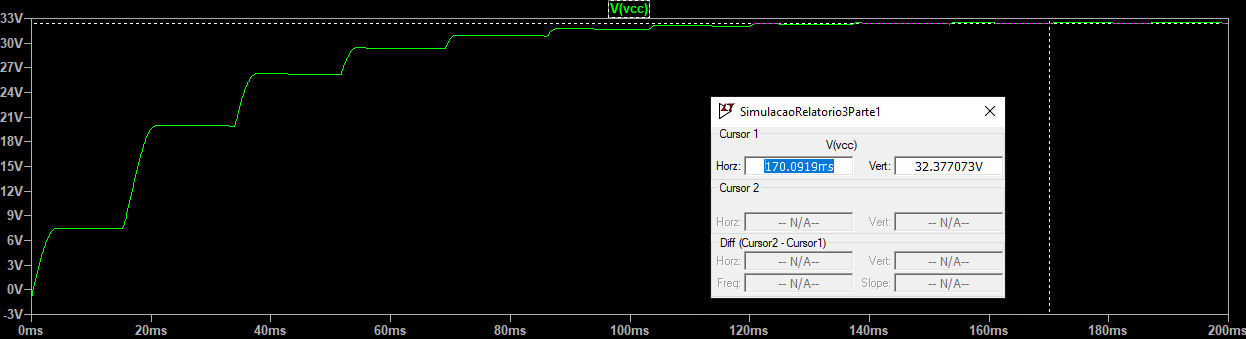 V(vcc)
33V
30V
27V
24V
21V
18V
15V
12V
9V
6V
3V
0V
-3V
0ms 20ms 40ms 60ms 80ms 100ms 120ms 140ms 160ms 180ms 200ms
SimulacaoRelatorio3Parte1
Cursor 1
V(vcc)
Horz: 170.0919ms Vert: 32.377073V
Cursor 2
Horz: -- N/A-- Vert: -- N/A--
Diff (Cursor2 - Cursor1)
Horz: -- N/A-- Vert: -- N/A--
Freq: -- N/A-- Slope: -- N/A--